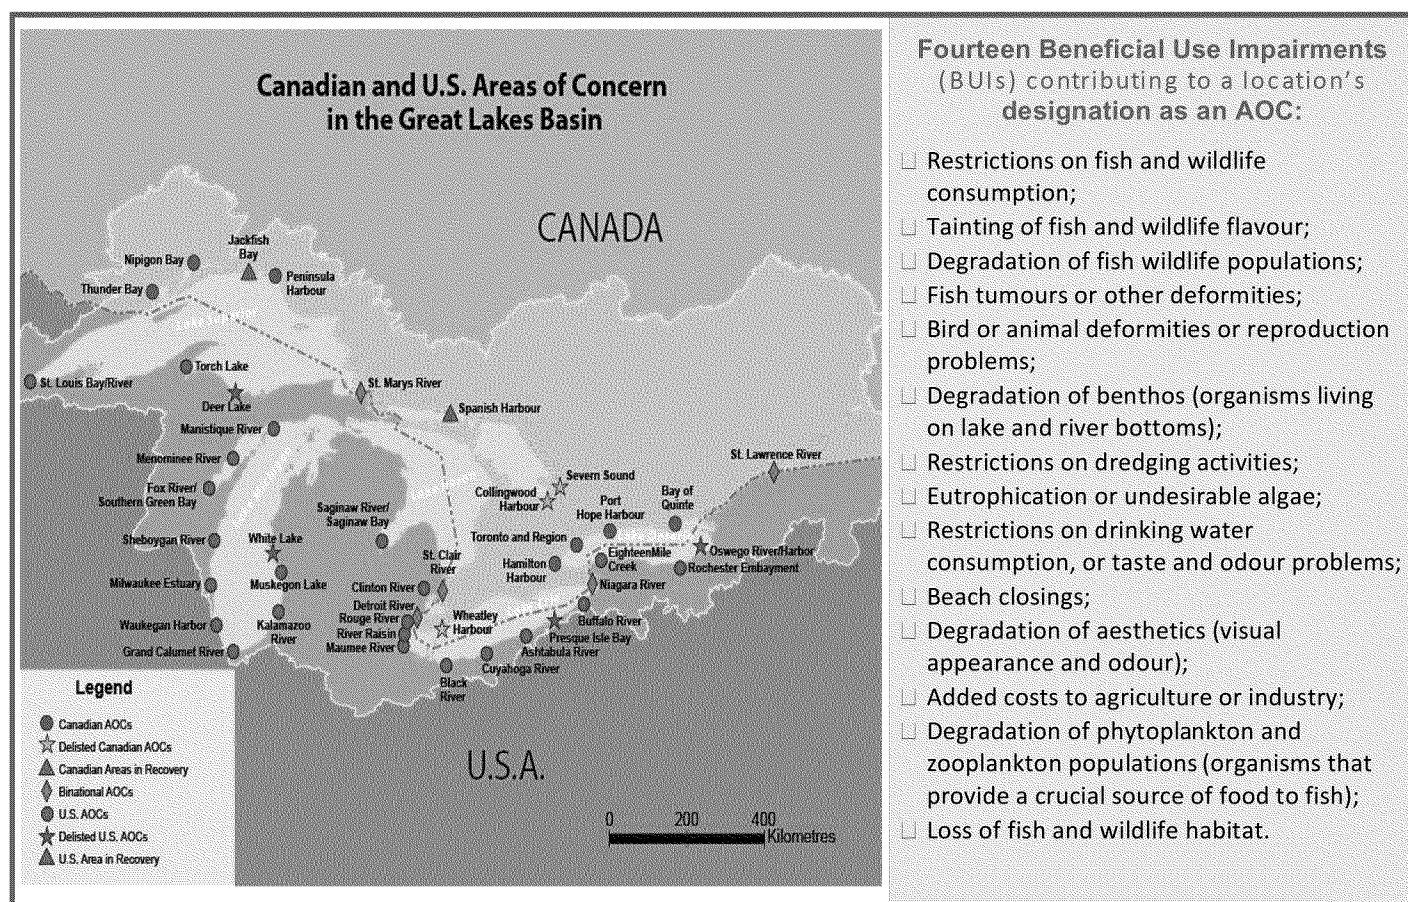 Canadian and U.S. Areas of Concern
in the Great Lakes Basin
CANADA
Jackfish
Bay
Nipigon Bay
Peninsula
Harbour
Thunder Bay
Torch Lake
St. Louis Bay/River
St. Marys River
Deer Lake
Spanish Harbour
Manistique River
Menominee River
St. Lawrence River
Fox River/
Southern Green Bay
Severn Sound
Collingwood
Harbour
Port
Hope Harbour
Bay of
Quinte
Saginaw River/
Saginaw Bay
Sheboygan River
White Lake
Toronto and Region
Oswego River/Harbor
St. Clair
River
Hamilton
Harbour
EighteenMile
Creek
Rochester Embayment
Milwaukee Estuary
Muskegon Lake
Clinton River
Niagara River
Detroit River
Rouge River
Wheatley
Harbour
Buffalo River
Waukegan Harbor
Kalamazoo
River
River Raisin
Maumee River
Presque Isle Bay
Ashtabula River
Grand Calumet River
Cuyahoga River
Black
River
Legend
Canadian AOCs
Delisted Canadian AOCs
Canadian Areas in Recovery
Binational AOCs
U.S. AOCs
Delisted U.S. AOCs
U.S. Area in Recovery
U.S.A.
0 200 400
Kilometres
Fourteen Beneficial Use Impairments
(BUIs) contributing to a location's
designation as an AOC:
Restrictions on fish and wildlife
consumption;
Tainting of fish and wildlife flavour;
Degradation of fish wildlife populations;
Fish tumours or other deformities;
Bird or animal deformities or reproduction
problems;
Degradation of benthos (organisms living
on lake and river bottoms);
Restrictions on dredging activities;
Eutrophication or undesirable algae;
Restrictions on drinking water
consumption, or taste and odour problems;
Beach closings;
Degradation of aesthetics (visual
appearance and odour);
Added costs to agriculture or industry;
Degradation of phytoplankton and
zooplankton populations (organisms that
provide a crucial source of food to fish);
Loss of fish and wildlife habitat.